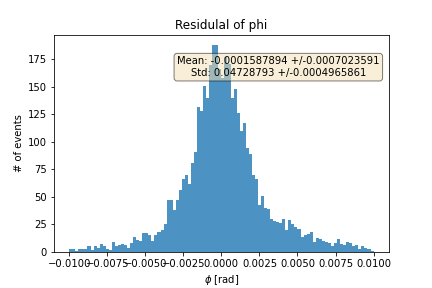 Residulal of phi
Mean: -0.0001587894 +/-0.0007023591
Std: 0.04728793 +/-0.0004965861
# of events
175
150
125
100
75
50
25
0
−0.0100 −0.0075 −0.0050 −0.0025 0.0000 0.0025 0.0050 0.0075 0.0100
ϕ [rad]